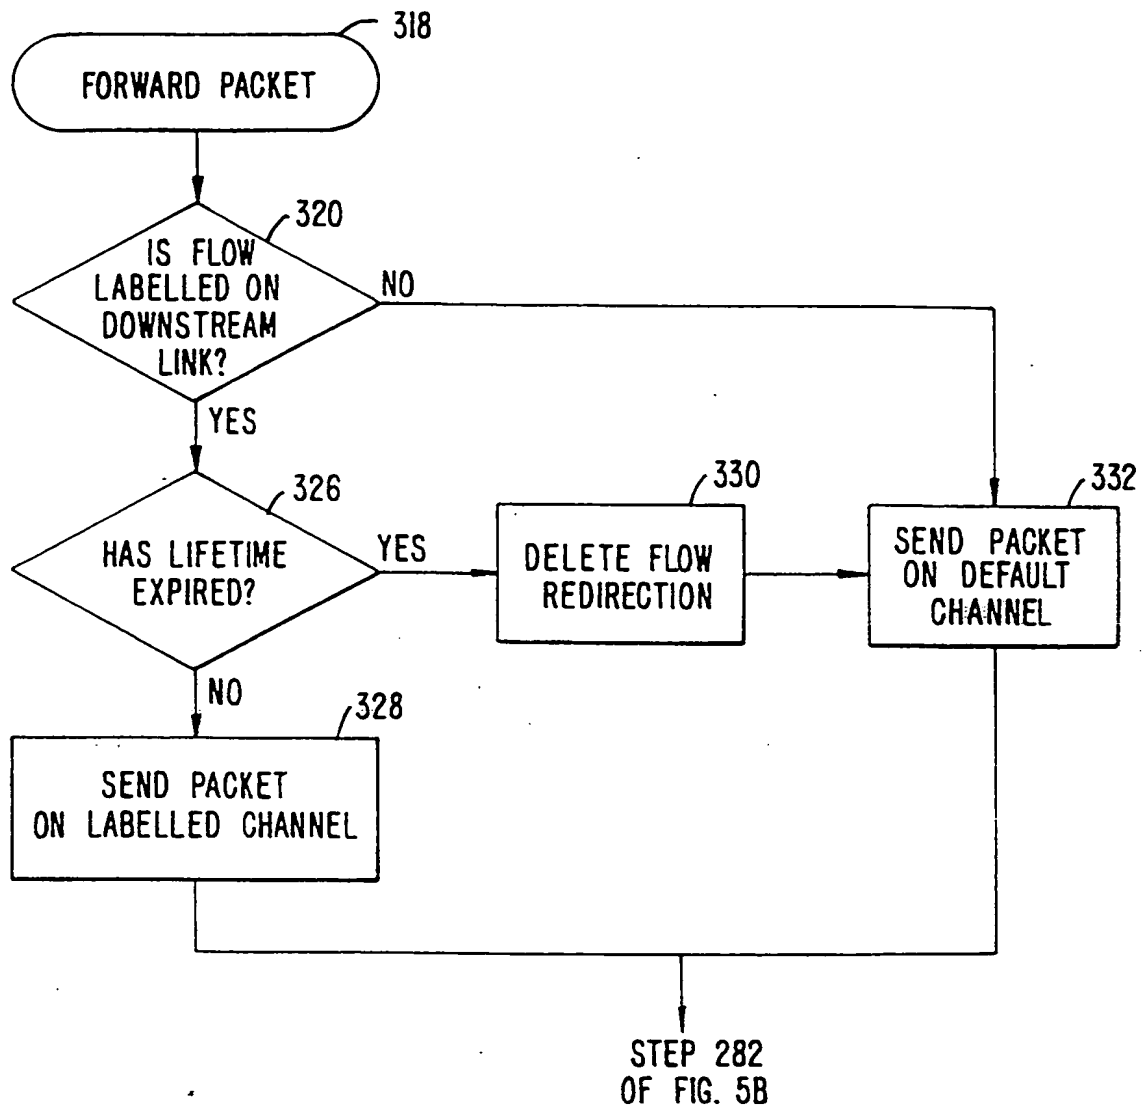 318
FORWARD PACKET
320
IS FLOW
LABELLED ON
DOWNSTREAM
LINK?
NO
YES
326
HAS LIFETIME
EXPIRED?
YES
330
DELETE FLOW
REDIRECTION
332
SEND PACKET
ON DEFAULT
CHANNEL
NO
328
SEND PACKET
ON LABELLED CHANNEL
STEP 282
OF FIG. 5B